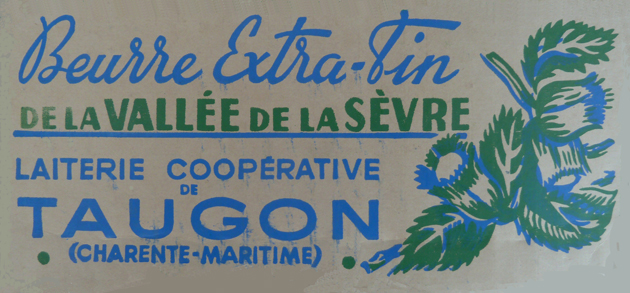 Beurre Extra-Fin
DE LA VALLÉE DE LA SÈVRE
LAITERIE COOPÉRATIVE
DE
TAUGON
(CHARENTE-MARITIME)